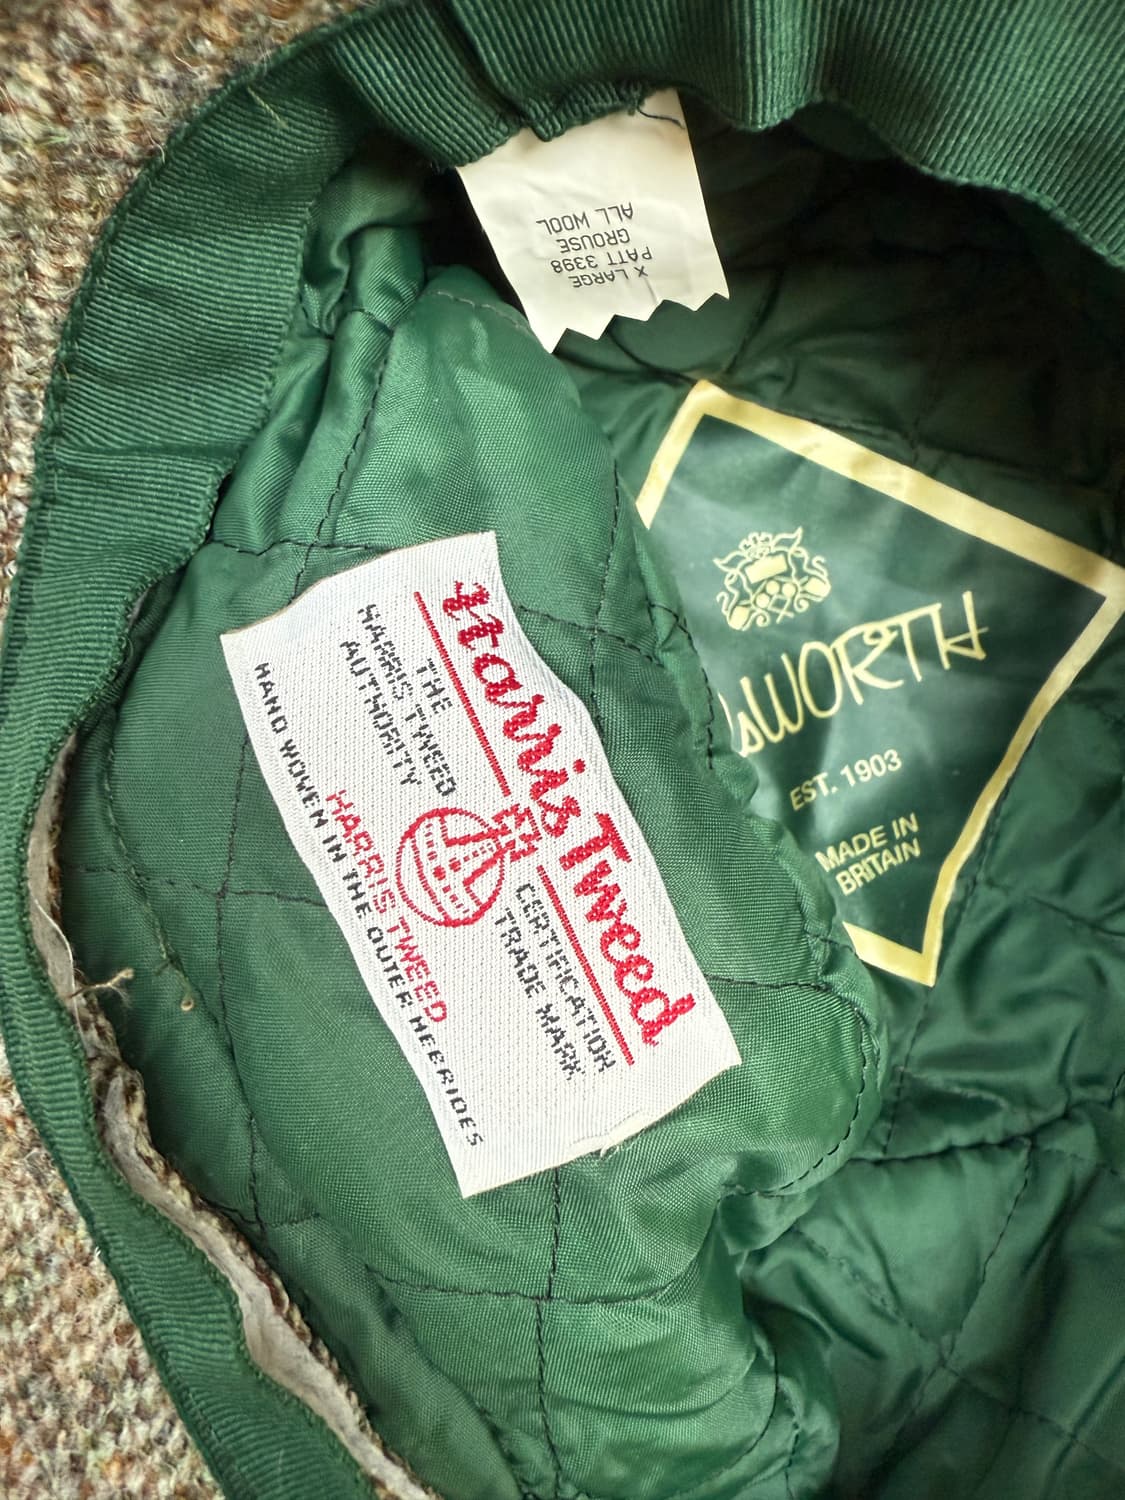 X LARGE
PATT 3398
GROUSE
ALL WOOL
Harris Tweed
THE
HARRIS TWEED
AUTHORITY
CERTIFICATION
TRADE MARK
HARRIS TWEED
HAND WOVEN IN THE OUTER HEBRIDES
WORTH
EST. 1903
MADE IN
BRITAIN